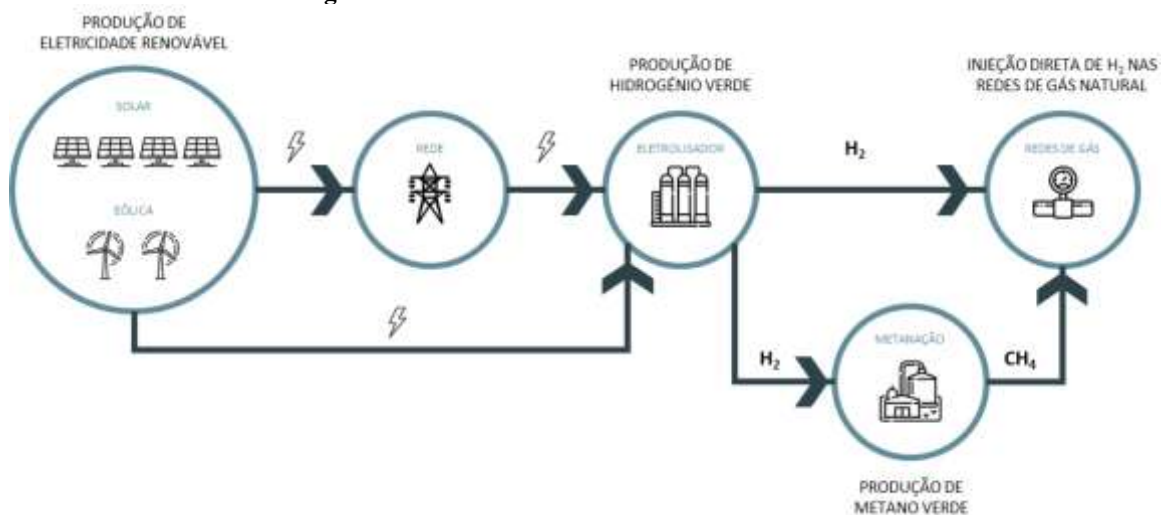 PRODUÇÃO DE
ELETRICIDADE RENOVÁVEL
SOLAR
EÓLICA
REDE
PRODUÇÃO DE
HIDROGÉNIO VERDE
ELETROLISADOR
H₂
INJEÇÃO DIRETA DE H₂ NAS
REDES DE GÁS NATURAL
REDES DE GÁS
H₂
METANAÇÃO
CH₄
PRODUÇÃO DE
METANO VERDE